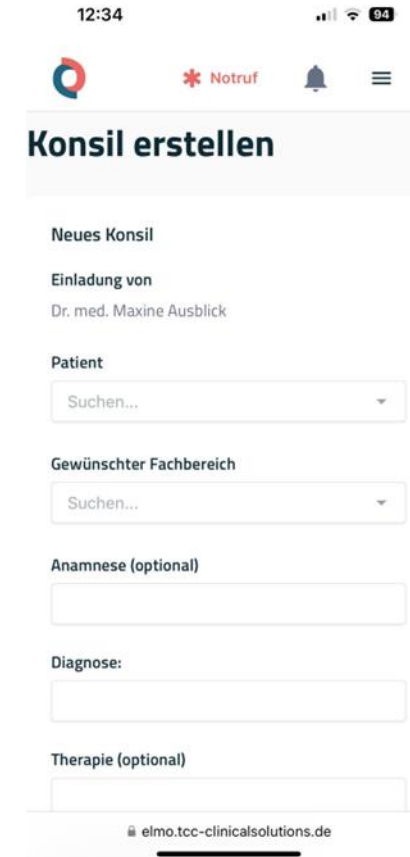 12:34
94
Notruf
Konsil erstellen
Neues Konsil
Einladung von
Dr. med. Maxine Ausblick
Patient
Suchen...
Gewünschter Fachbereich
Suchen...
Anamnese (optional)
Diagnose:
Therapie (optional)
elmo.tcc-clinicalsolutions.de